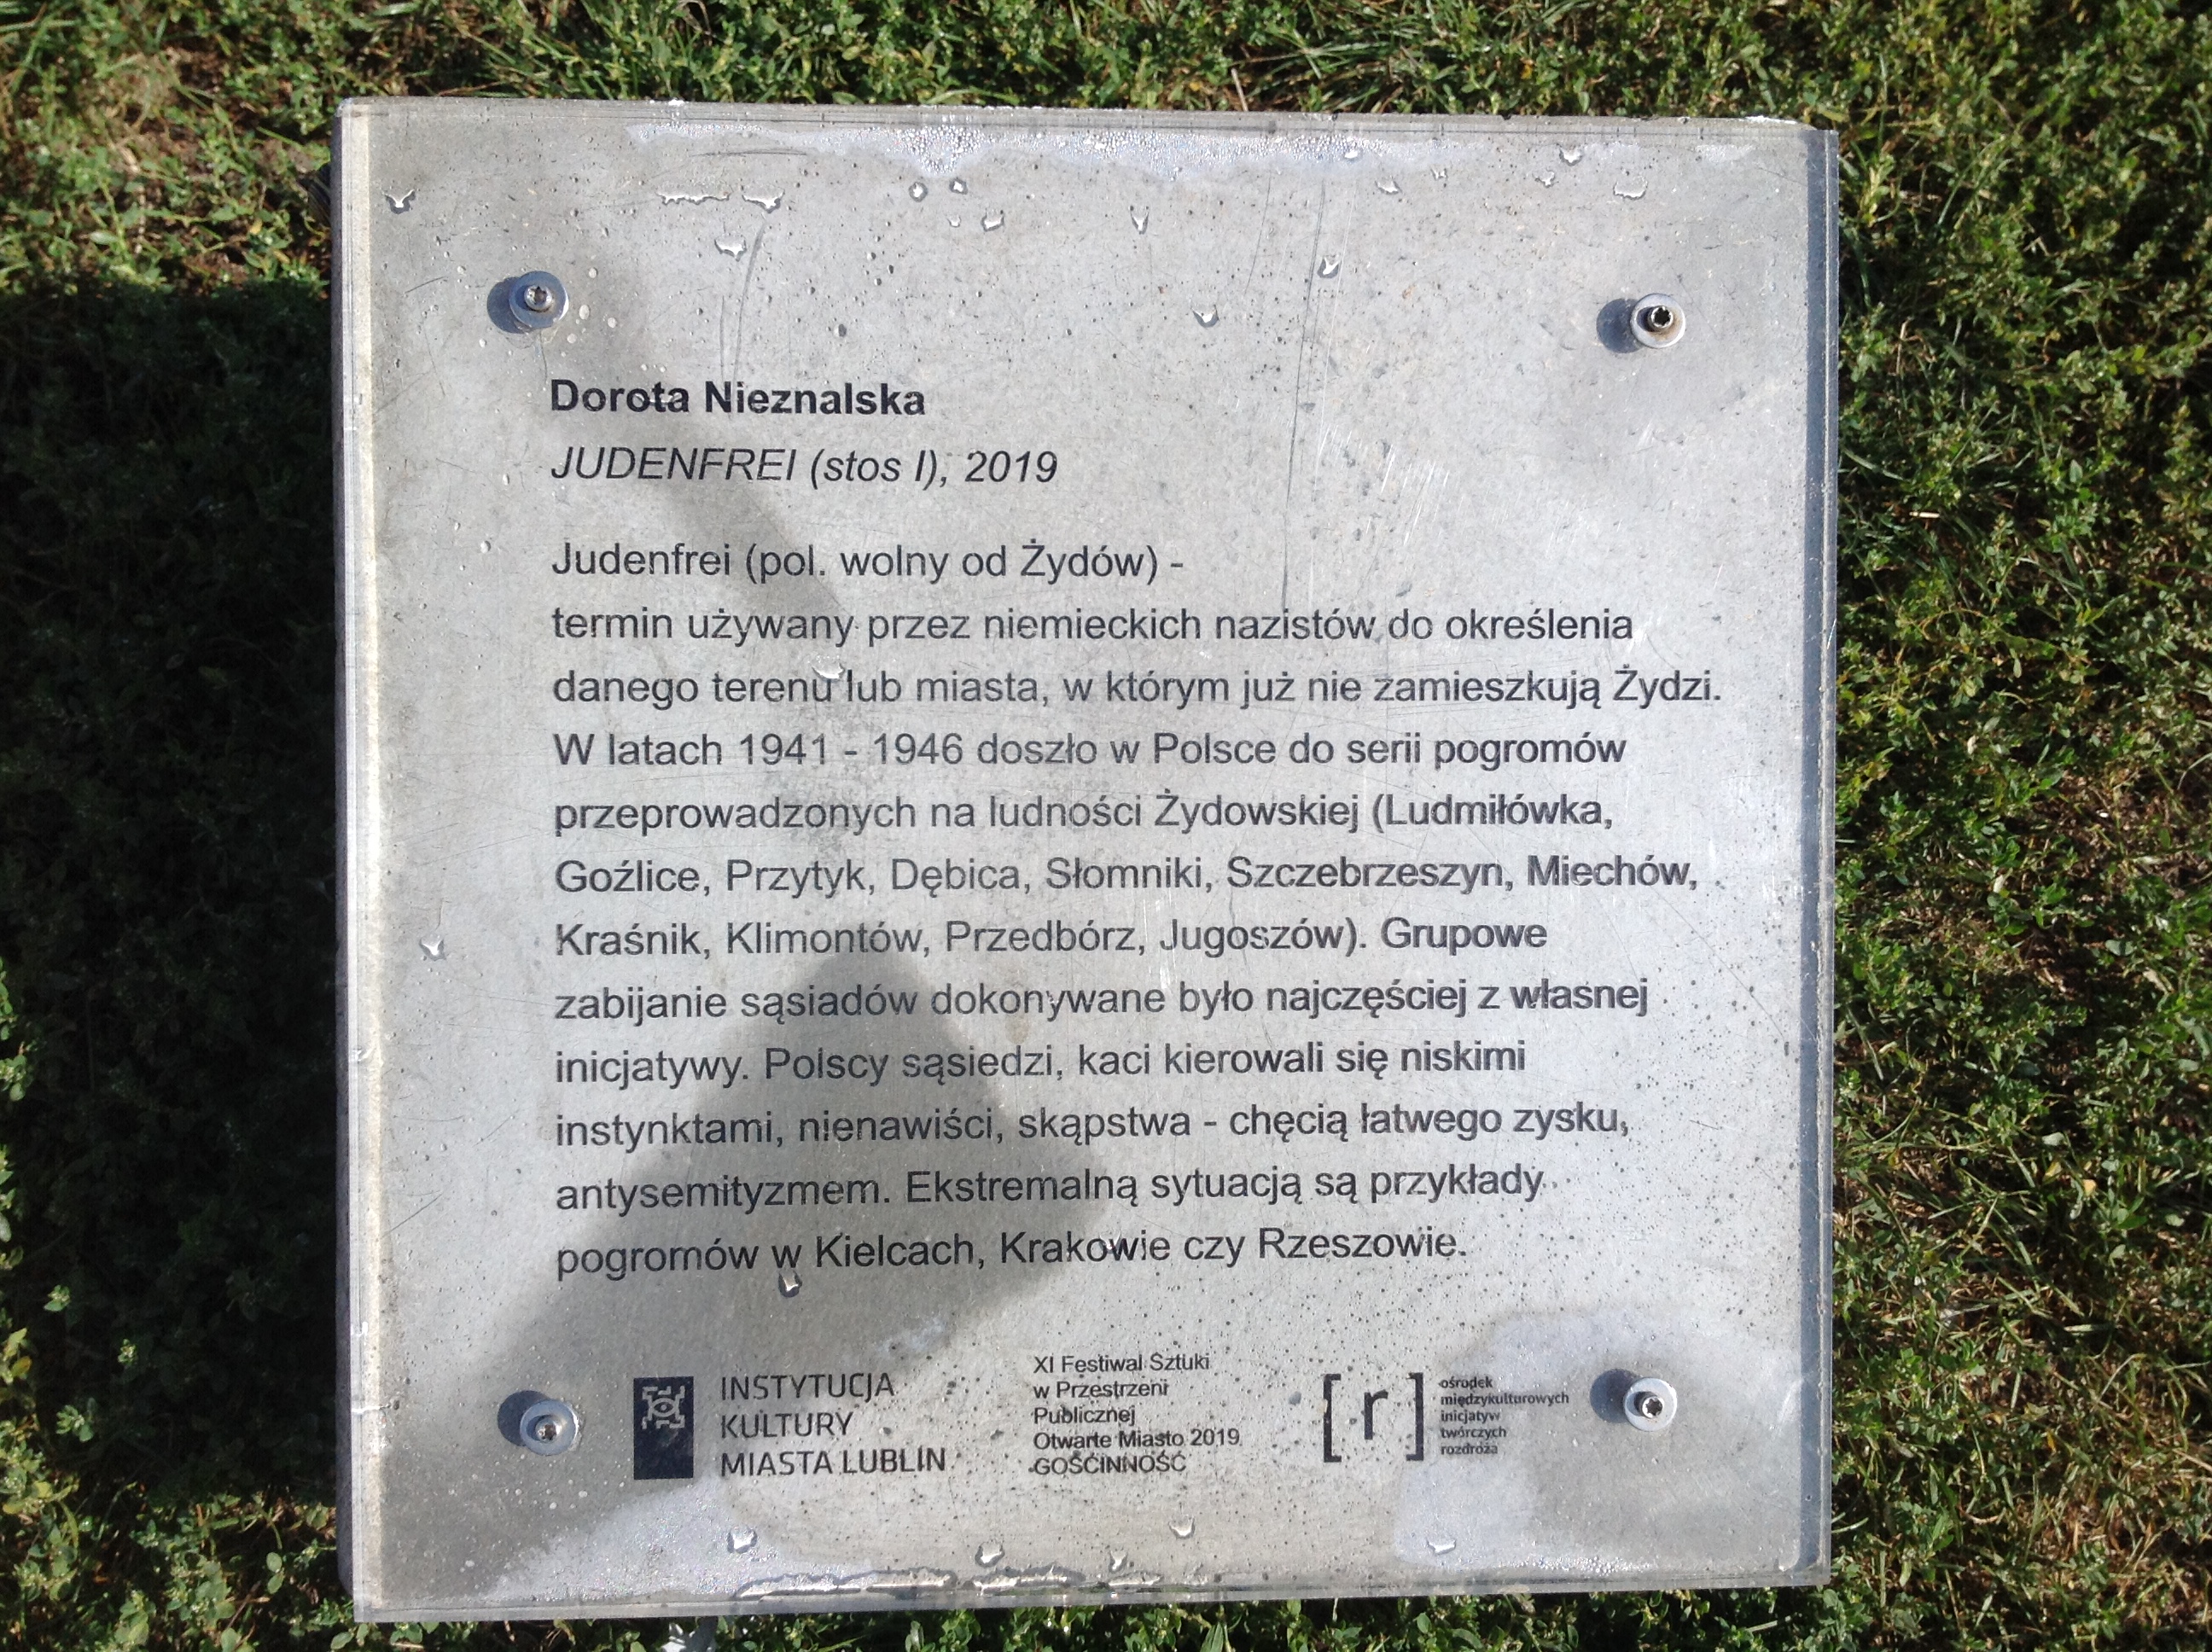 Dorota Nieznalska
JUDENFREI (stos I), 2019
Judenfrei (pol. wolny od Żydów) -
termin używany przez niemieckich nazistów do określenia
danego terenu lub miasta, w którym już nie zamieszkują Żydzi.
W latach 1941 - 1946 doszło w Polsce do serii pogromów
przeprowadzonych na ludności Żydowskiej (Ludmiłówka,
Goźlice, Przytyk, Dębica, Słomniki, Szczebrzeszyn, Miechów,
Kraśnik, Klimontów, Przedbórz, Jugoszów). Grupowe
zabijanie sąsiadów dokonywane było najczęściej z własnej
inicjatywy. Polscy sąsiedzi, kaci kierowali się niskimi
instynktami, nienawiści, skąpstwa - chęcią łatwego zysku,
antysemityzmem. Ekstremalną sytuacją są przykłady
pogromów w Kielcach, Krakowie czy Rzeszowie.
INSTYTUCJA
KULTURY
MIASTA LUBLIN
XI Festiwal Sztuki
w Przestrzeni
Publicznej
Otwarte Miasto 2019
GOŚCINNOŚĆ
[r]
ośrodek
międzykulturowych
inicjatyw
twórczych
rozdroża